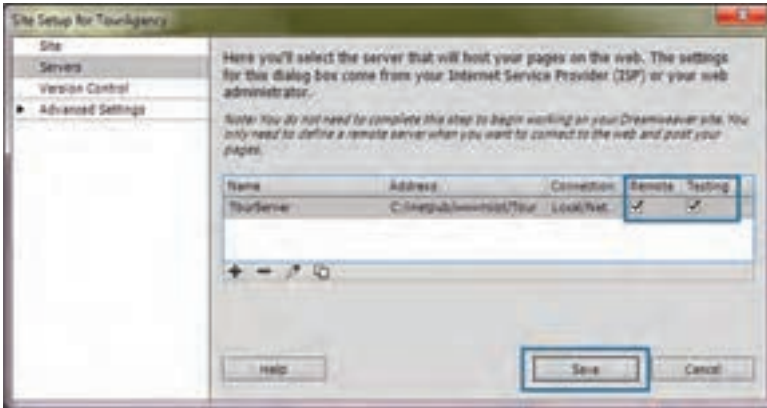 Site Setup for TourAgency
Site
Servers
Version Control
Advanced Settings
Here you'll select the server that will host your pages on the web. The settings
for this dialog box come from your Internet Service Provider (ISP) or your web
administrator.
Note: You do not need to complete this step to begin working on your Dreamweaver site. You
only need to define a remote server when you want to connect to the web and post your
pages.
Name Address Connection Remote Testing
TourServer C:/inetpub/wwwroot/Tour Local/Net
Help Save Cancel